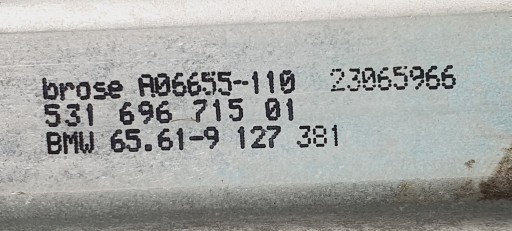 brose A06655-110 23065966
531 696 715 01
BMW 65.61-9 127 381